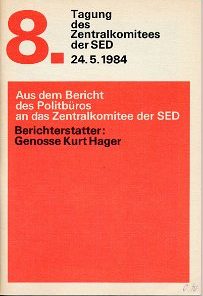 8.
Tagung
des
Zentralkomitees
der SED
24.5.1984
Aus dem Bericht
des Politbüros
an das Zentralkomitee der SED
Berichterstatter:
Genosse Kurt Hager